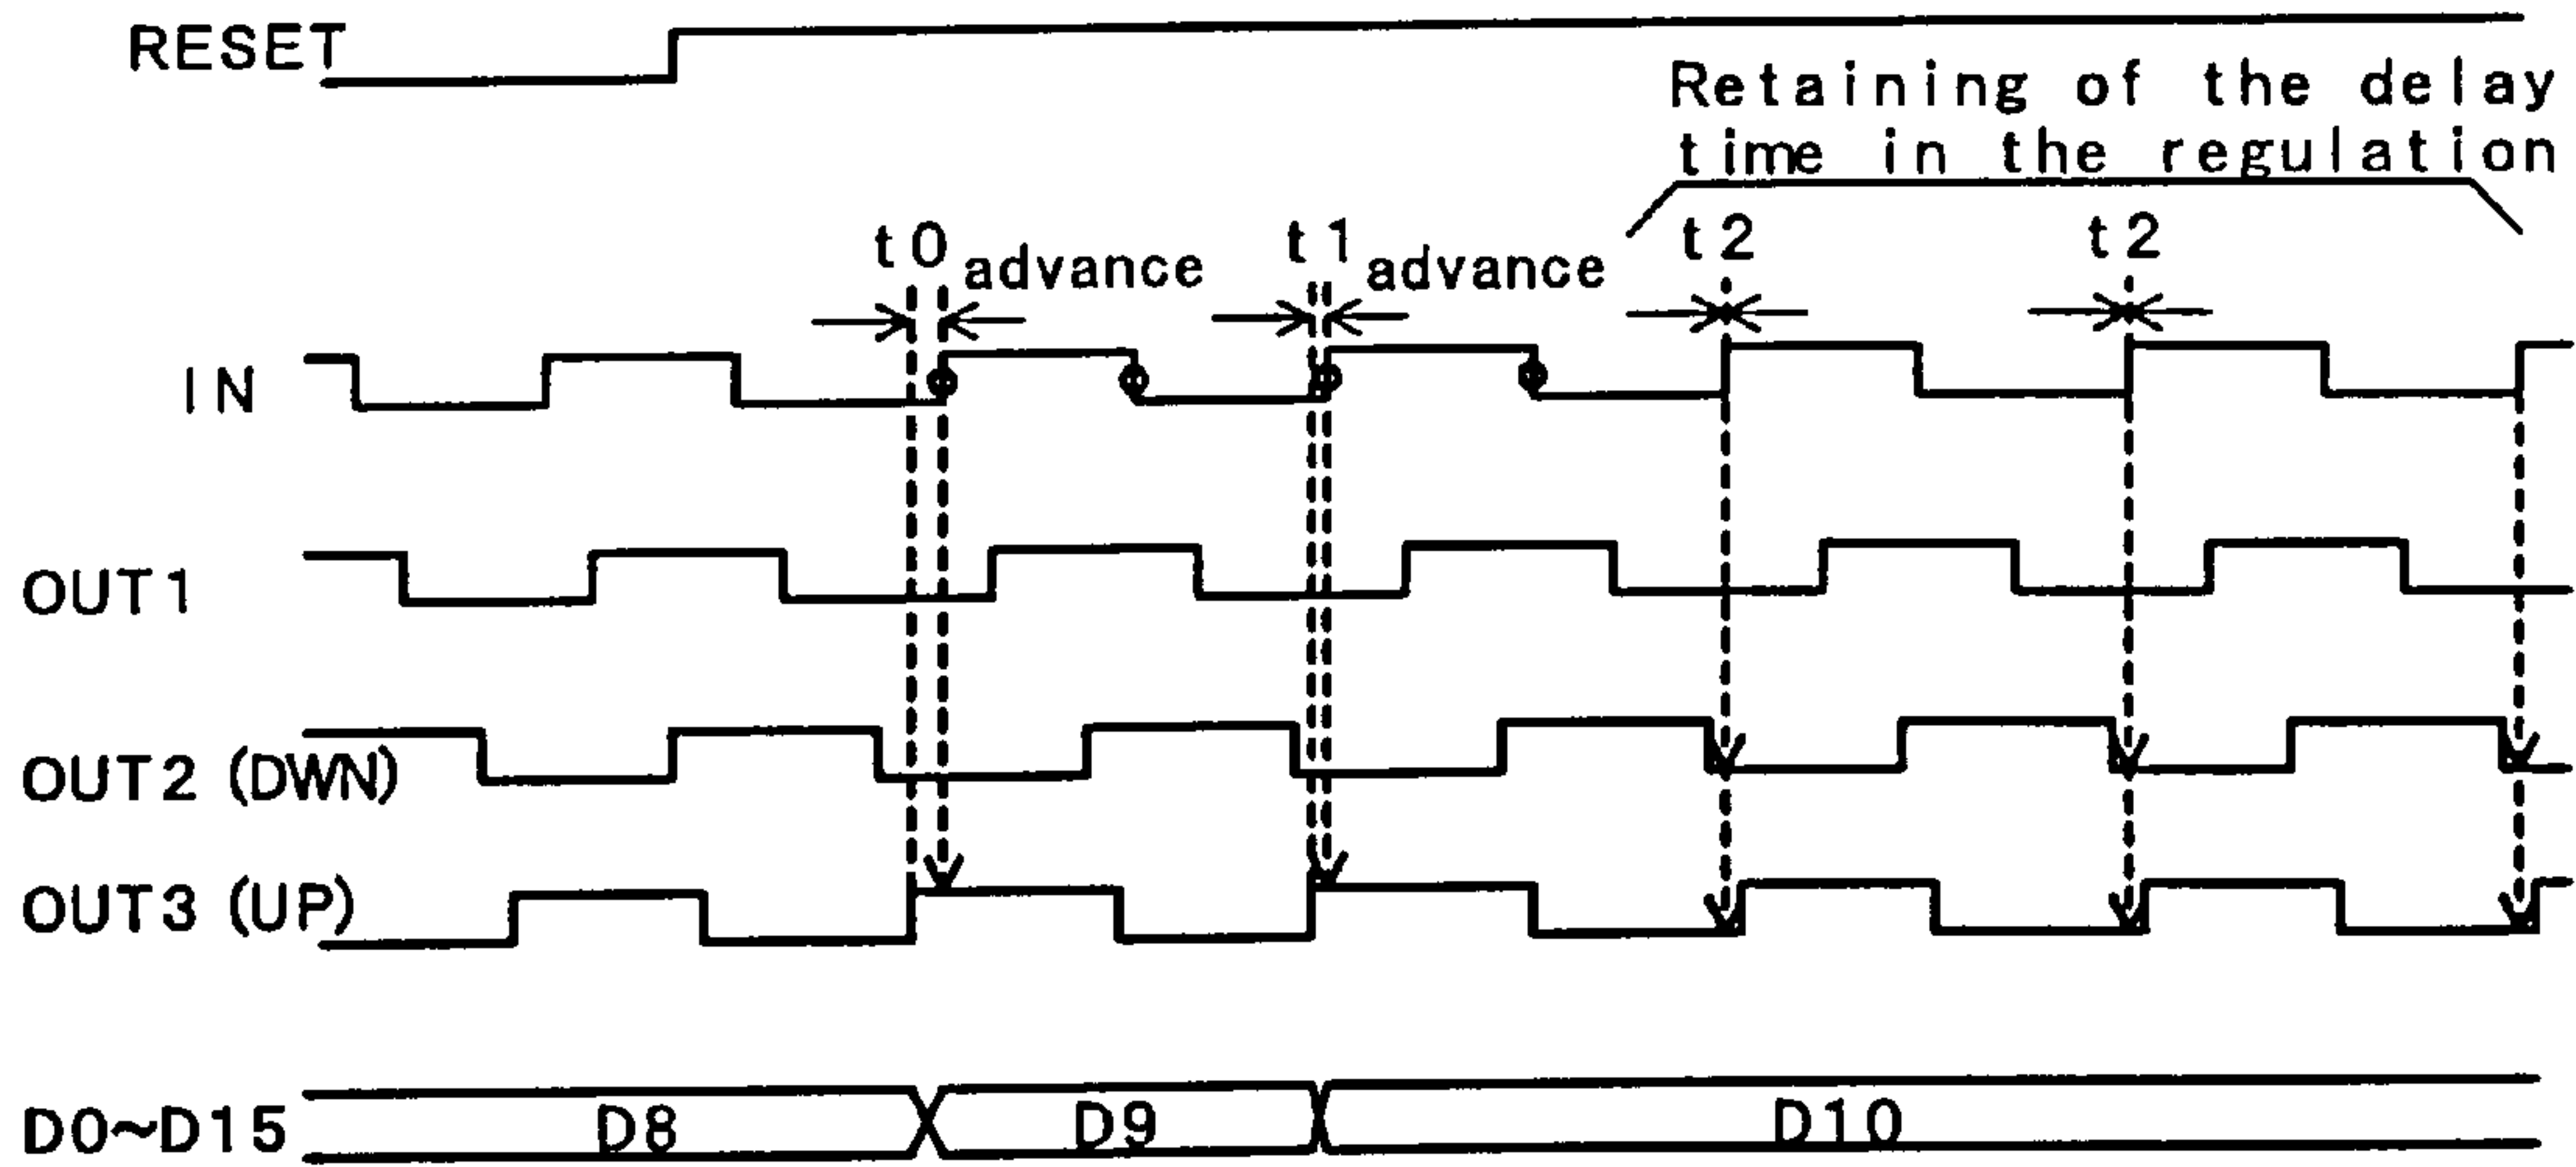 RESET
Retaining of the delay
time in the regulation
t0 advance t1 advance t2 t2
IN
OUT1
OUT2 (DWN)
OUT3 (UP)
D0~D15 D8 D9 D10